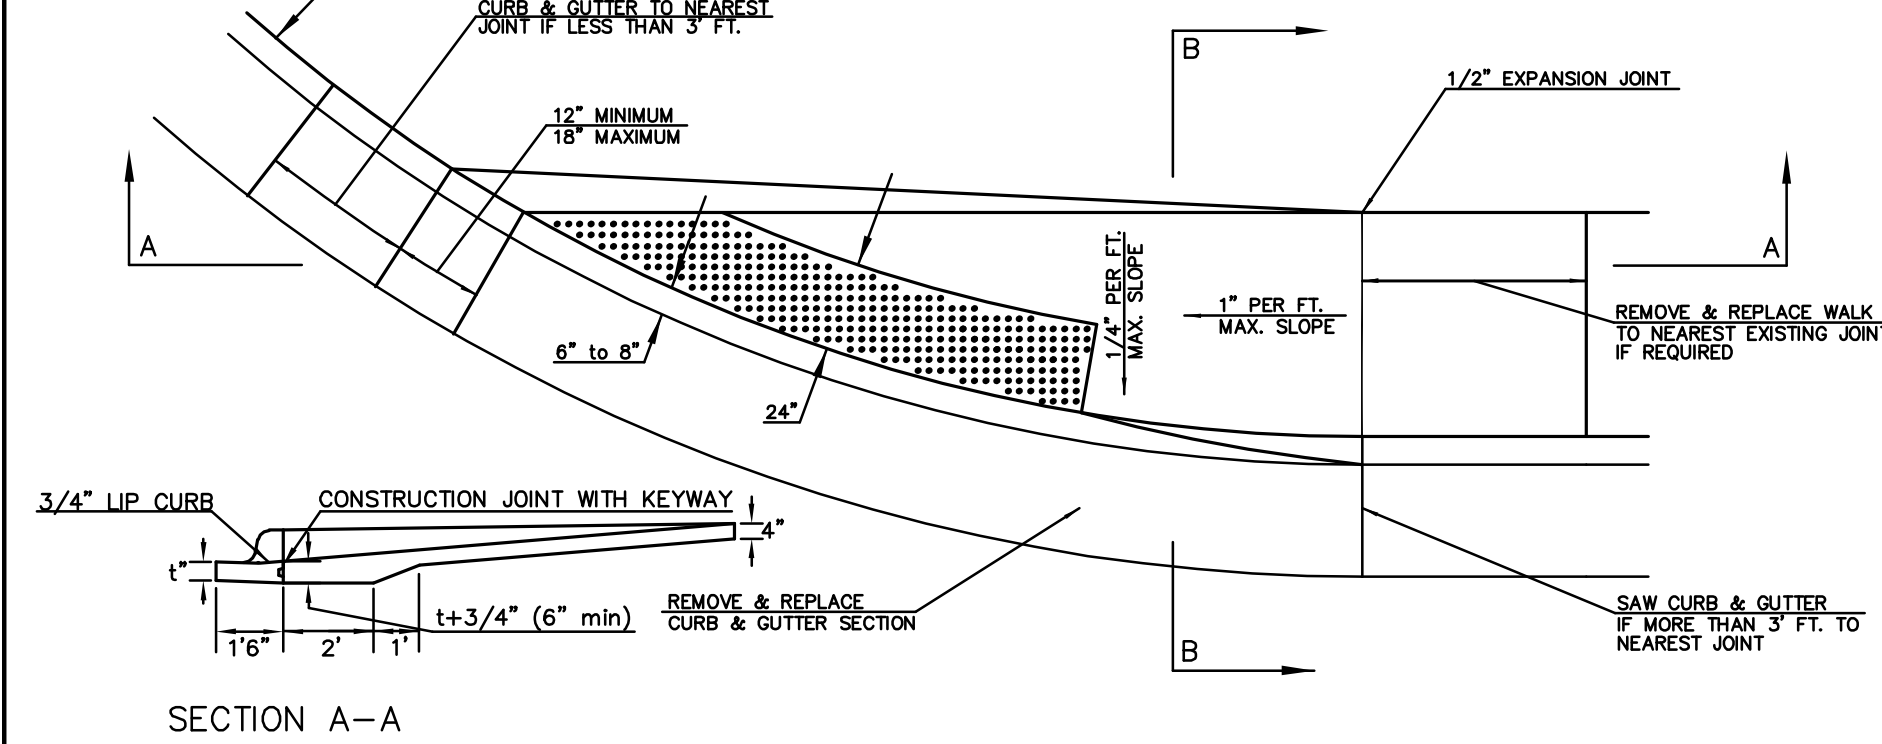 CURB & GUTTER TO NEAREST
JOINT IF LESS THAN 3' FT.
B
1/2" EXPANSION JOINT
12" MINIMUM
18" MAXIMUM
A
A
1/4" PER FT.
MAX. SLOPE
1" PER FT.
MAX. SLOPE
REMOVE & REPLACE WALK
TO NEAREST EXISTING JOINT
IF REQUIRED
6" to 8"
24"
3/4" LIP CURB
CONSTRUCTION JOINT WITH KEYWAY
4"
t"
t+3/4" (6" min)
1'6"
2'
1'
REMOVE & REPLACE
CURB & GUTTER SECTION
B
SAW CURB & GUTTER
IF MORE THAN 3' FT. TO
NEAREST JOINT
SECTION A-A